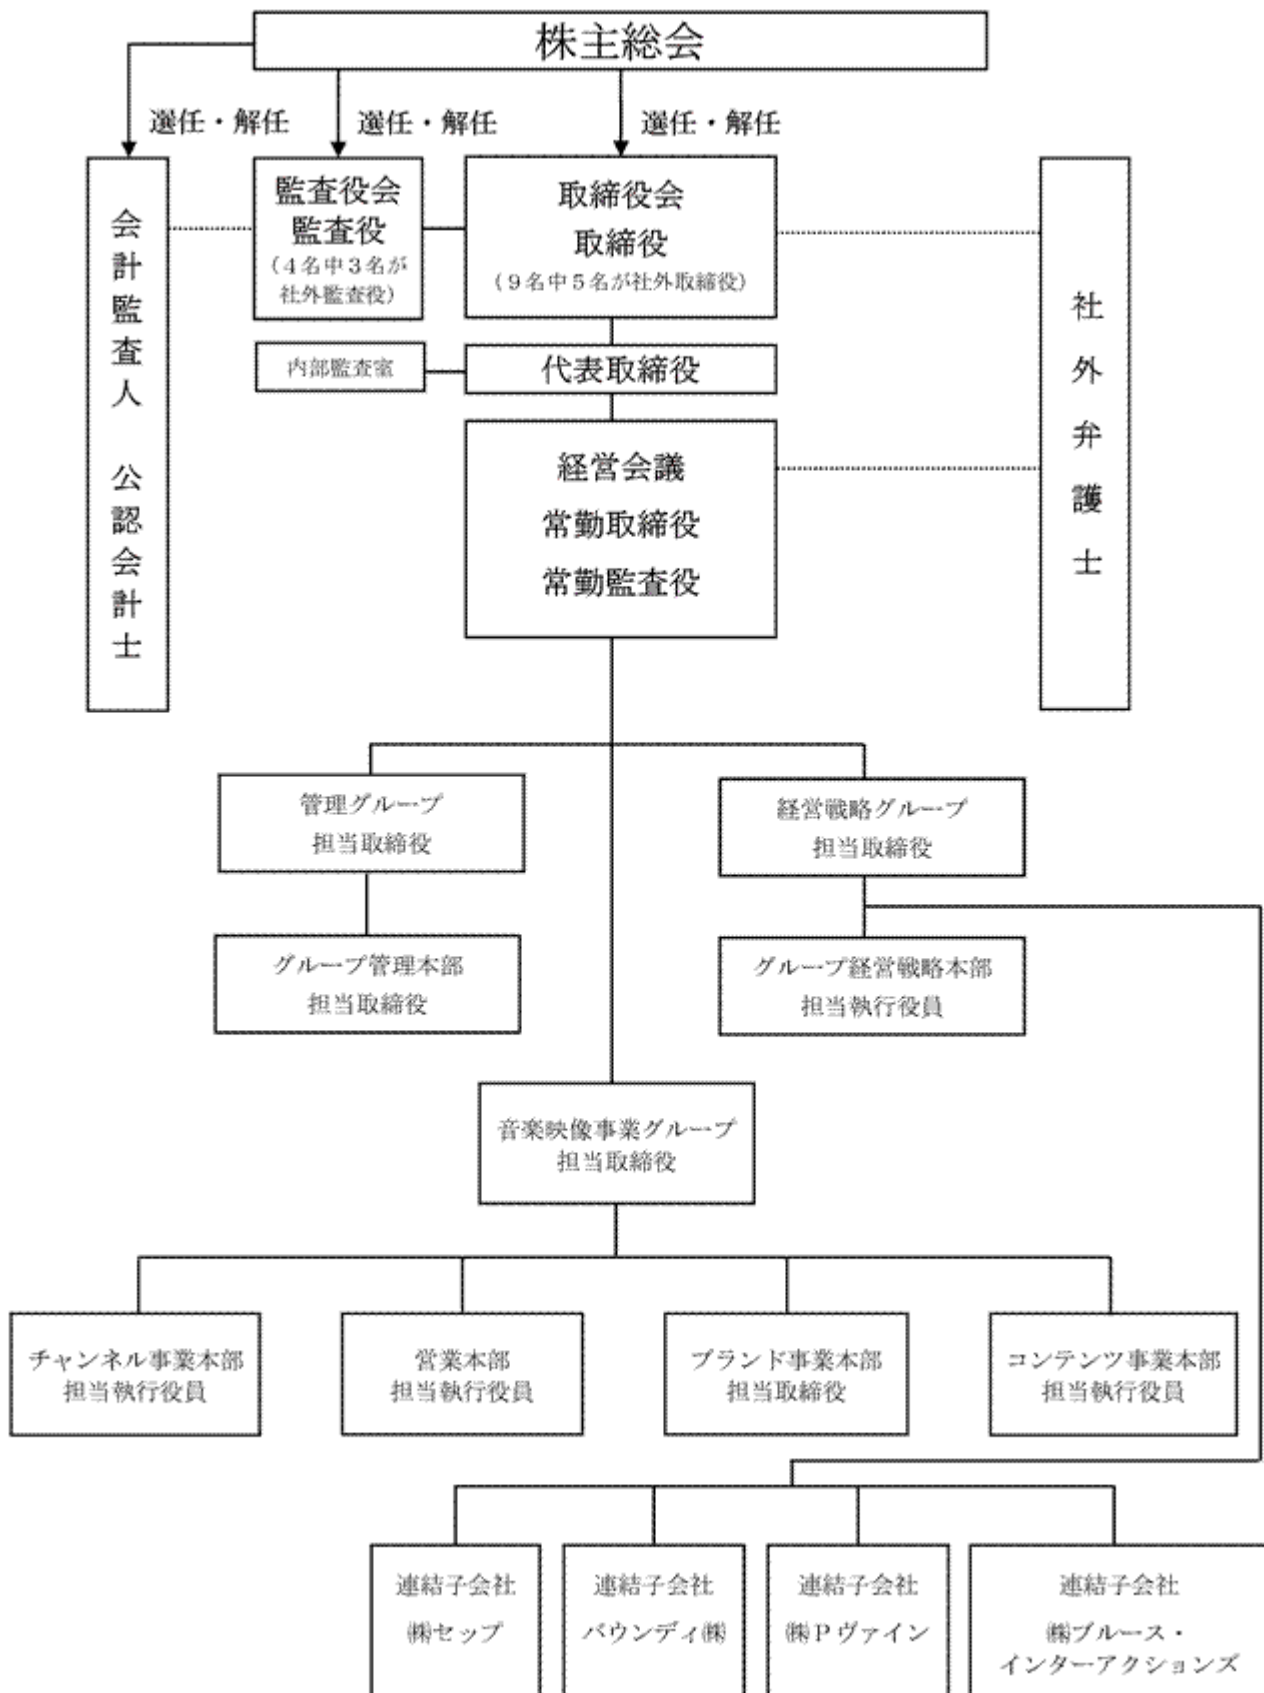 株主総会
選任・解任
選任・解任
選任・解任
会計監査人　公認会計士
監査役会
監査役
(４名中３名が
社外監査役)
取締役会
取締役
(９名中５名が社外取締役)
社外弁護士
内部監査室
代表取締役
経営会議
常勤取締役
常勤監査役
管理グループ
担当取締役
経営戦略グループ
担当取締役
グループ管理本部
担当取締役
グループ経営戦略本部
担当執行役員
音楽映像事業グループ
担当取締役
チャンネル事業本部
担当執行役員
営業本部
担当執行役員
ブランド事業本部
担当取締役
コンテンツ事業本部
担当執行役員
連結子会社
㈱セップ
連結子会社
バウンディ㈱
連結子会社
㈱Ｐヴァイン
連結子会社
㈱ブルース・
インターアクションズ